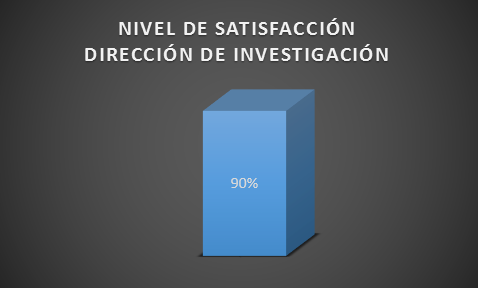 NIVEL DE SATISFACCIÓN
DIRECCIÓN DE INVESTIGACIÓN
90%